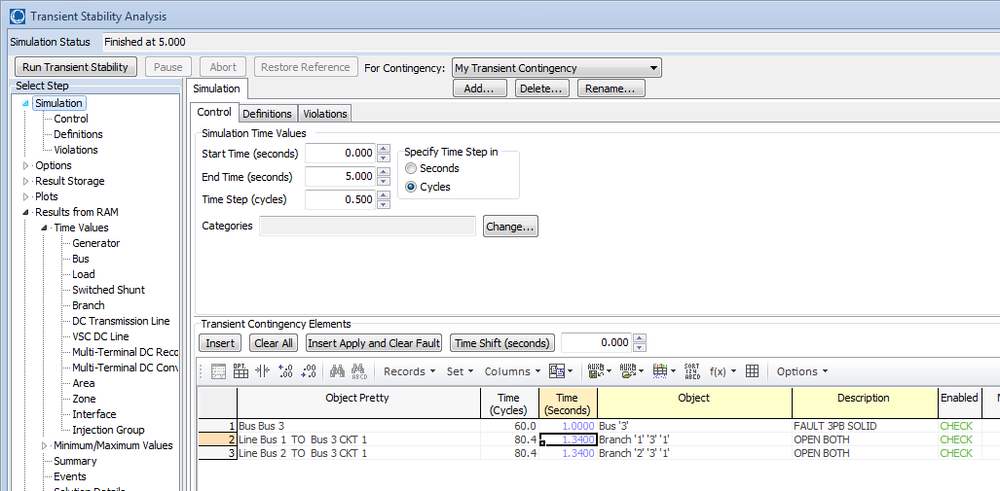 Transient Stability Analysis
Simulation Status Finished at 5.000
Run Transient Stability Pause Abort Restore Reference For Contingency: My Transient Contingency
Add... Delete... Rename...
Select Step
Simulation
Control
Definitions
Violations
Options
Result Storage
Plots
Results from RAM
Time Values
Generator
Bus
Load
Switched Shunt
Branch
DC Transmission Line
VSC DC Line
Multi-Terminal DC Reco
Multi-Terminal DC Conv
Area
Zone
Interface
Injection Group
Minimum/Maximum Values
Summary
Events
Solution Details
Simulation
Control Definitions Violations
Simulation Time Values
Start Time (seconds) 0.000
End Time (seconds) 5.000
Time Step (cycles) 0.500
Specify Time Step in
Seconds
Cycles
Categories Change...
Transient Contingency Elements
Insert Clear All Insert Apply and Clear Fault Time Shift (seconds) 0.000
Records Set Columns f(x) Options
Object Pretty Time (Cycles) Time (Seconds) Object Description Enabled
1 Bus Bus 3 60.0 1.0000 Bus '3' FAULT 3PB SOLID CHECK
2 Line Bus 1 TO Bus 3 CKT 1 80.4 1.3400 Branch '1' '3' '1' OPEN BOTH CHECK
3 Line Bus 2 TO Bus 3 CKT 1 80.4 1.3400 Branch '2' '3' '1' OPEN BOTH CHECK